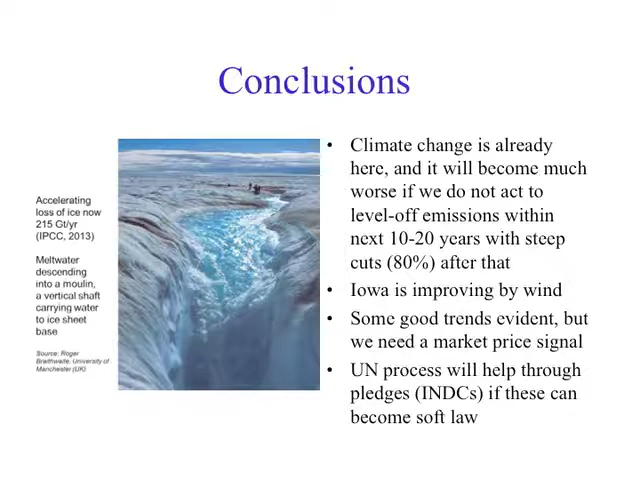 Conclusions
Accelerating
loss of ice now
215 Gt/yr
(IPCC, 2013)
Meltwater
descending
into a moulin,
a vertical shaft
carrying water
to ice sheet
base
Source: Roger
Braithwaite, University of
Manchester (UK)
• Climate change is already
here, and it will become much
worse if we do not act to
level-off emissions within
next 10-20 years with steep
cuts (80%) after that
• Iowa is improving by wind
• Some good trends evident, but
we need a market price signal
• UN process will help through
pledges (INDCs) if these can
become soft law